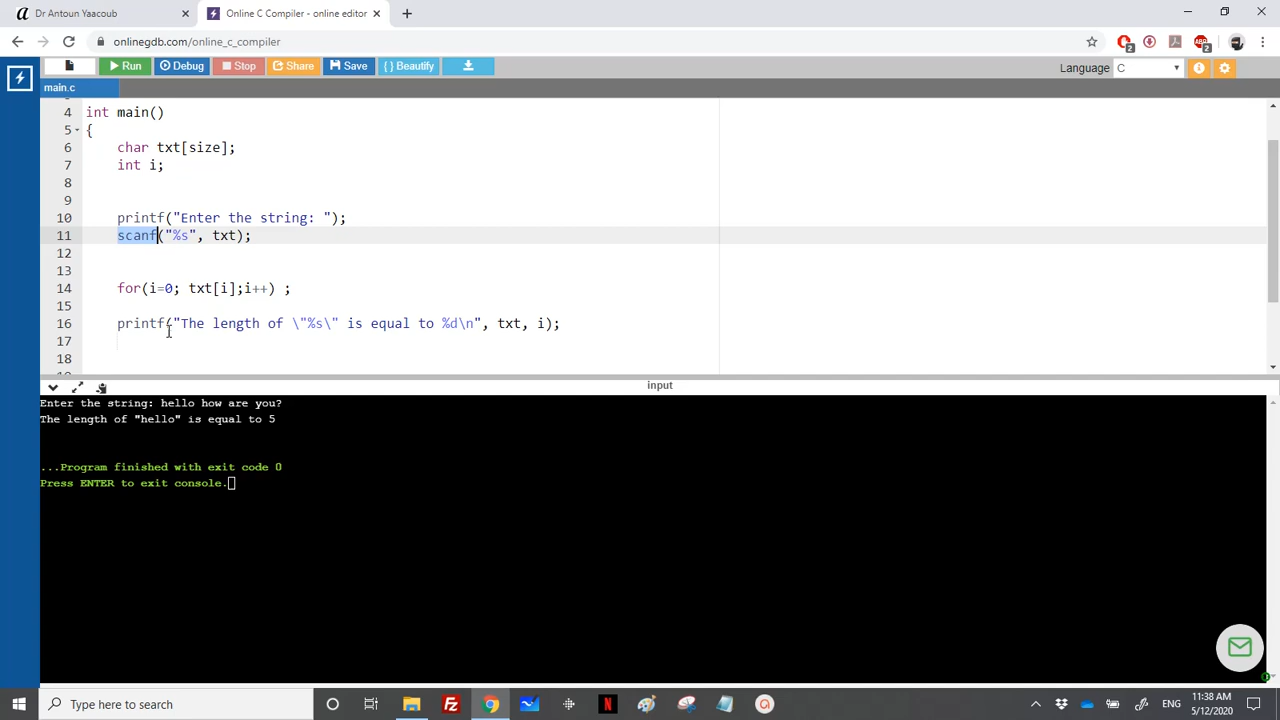 Dr Antoun Yaacoub
Online C Compiler - online editor
onlinegdb.com/online_c_compiler
2
2
Run Debug Stop Share Save { } Beautify
Language C
main.c
4 int main()
5 {
6 char txt[size];
7 int i;
8
9
10 printf("Enter the string: ");
11 scanf("%s", txt);
12
13
14 for(i=0; txt[i];i++) ;
15
16 printf("The length of \"%s\" is equal to %d\n", txt, i);
17
18
input
Enter the string: hello how are you?
The length of "hello" is equal to 5
...Program finished with exit code 0
Press ENTER to exit console.
Type here to search
ENG
11:38 AM
5/12/2020